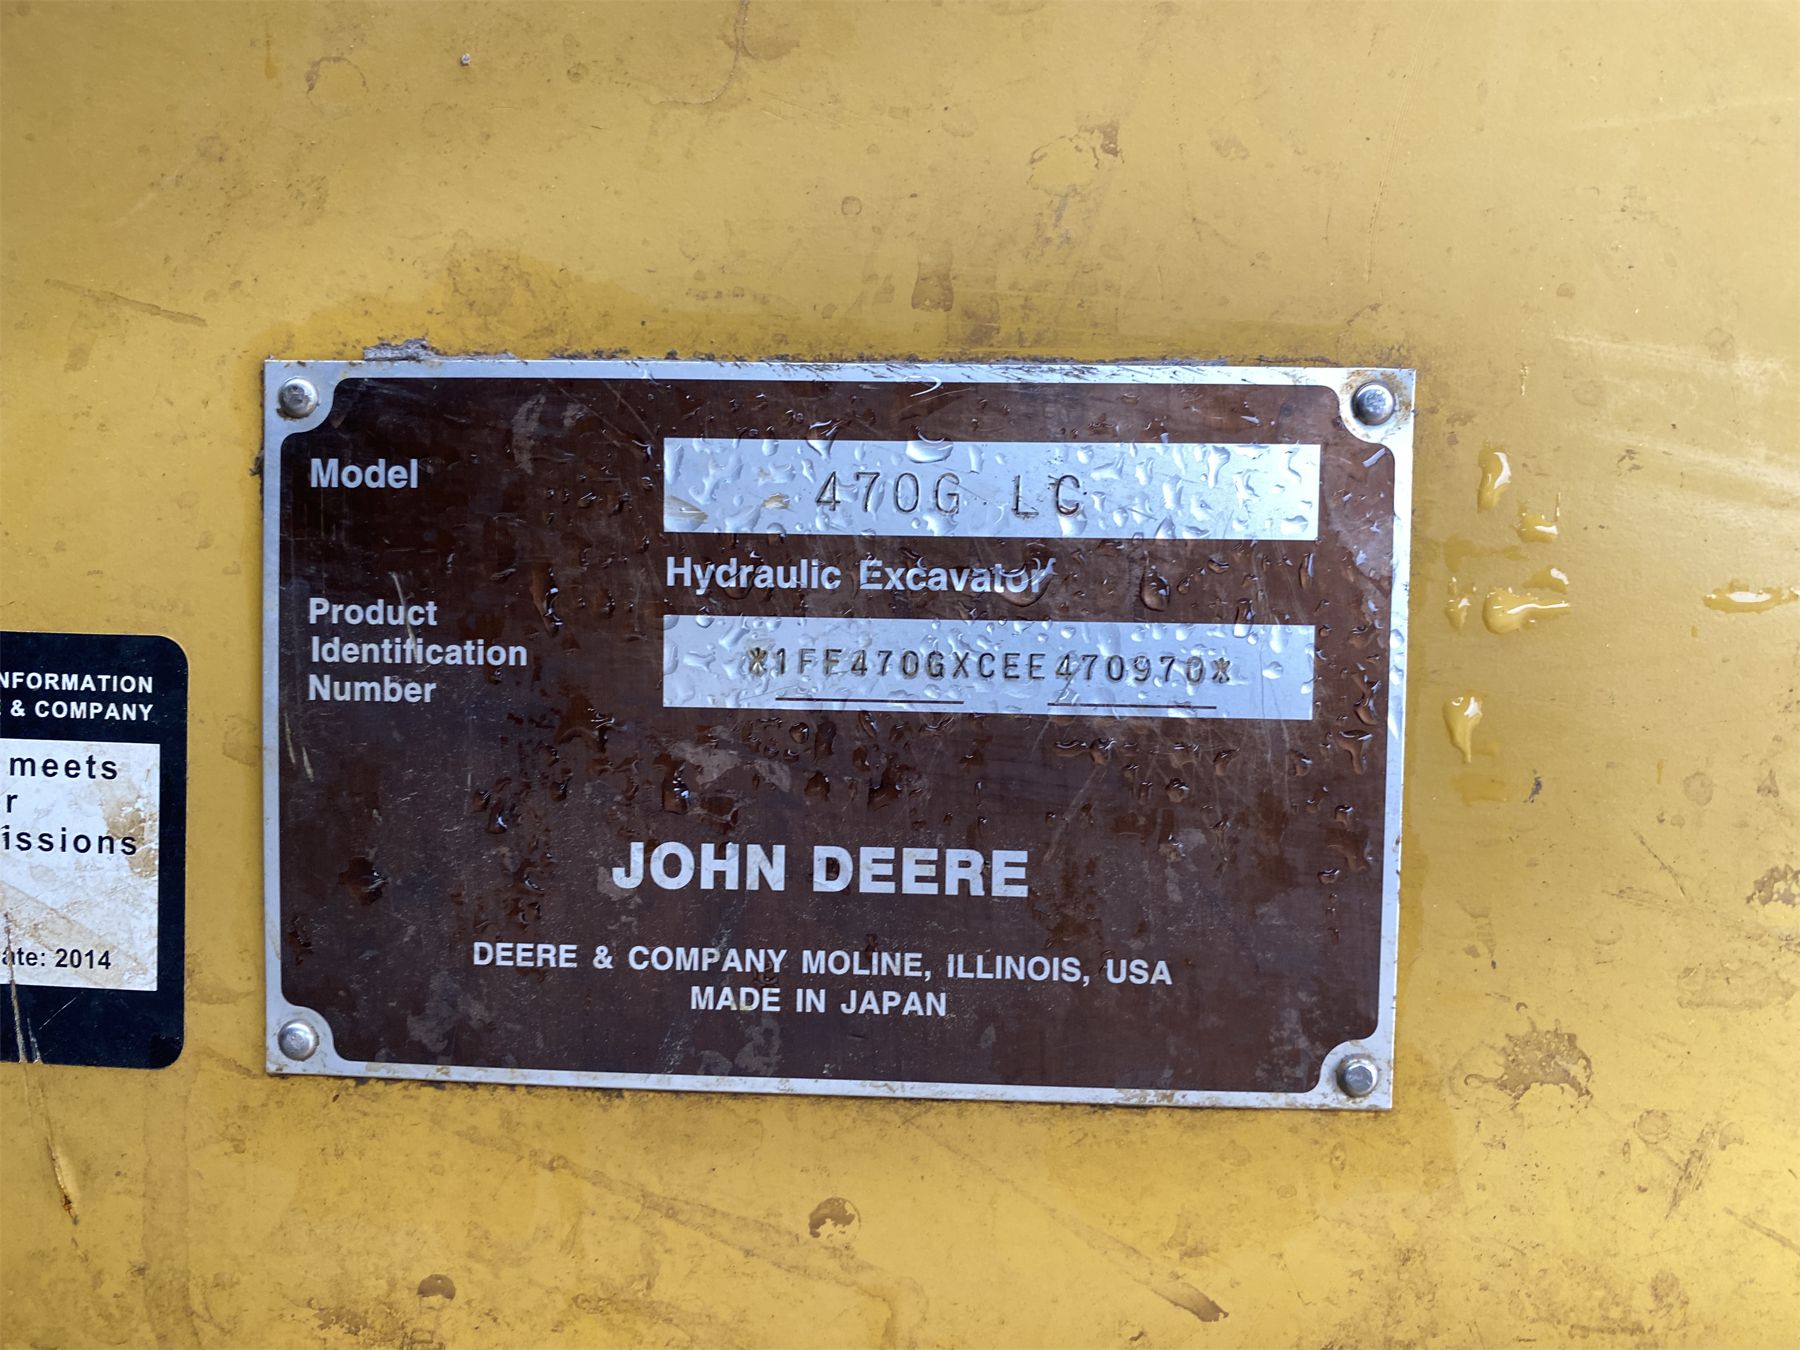 Model 470G LC
Hydraulic Excavator
Product
Identification
Number
*1FF470GXCEE470970*
JOHN DEERE
DEERE & COMPANY MOLINE, ILLINOIS, USA
MADE IN JAPAN
NFORMATION
& COMPANY
meets
r
issions
ate: 2014